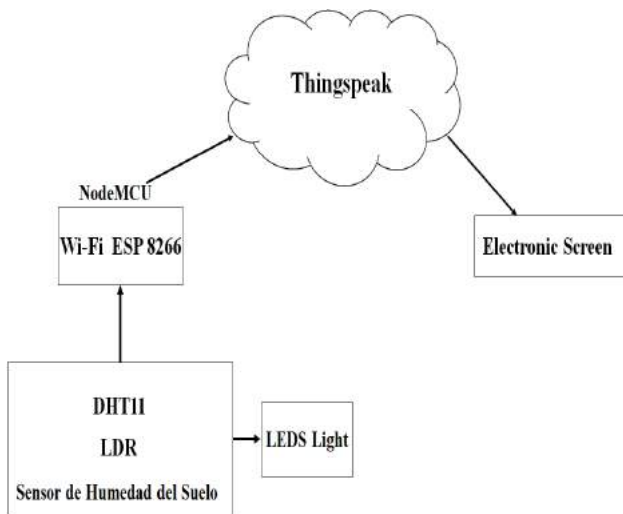 Thingspeak
NodeMCU
Wi-Fi ESP 8266
Electronic Screen
DHT11
LDR
Sensor de Humedad del Suelo
LEDS Light